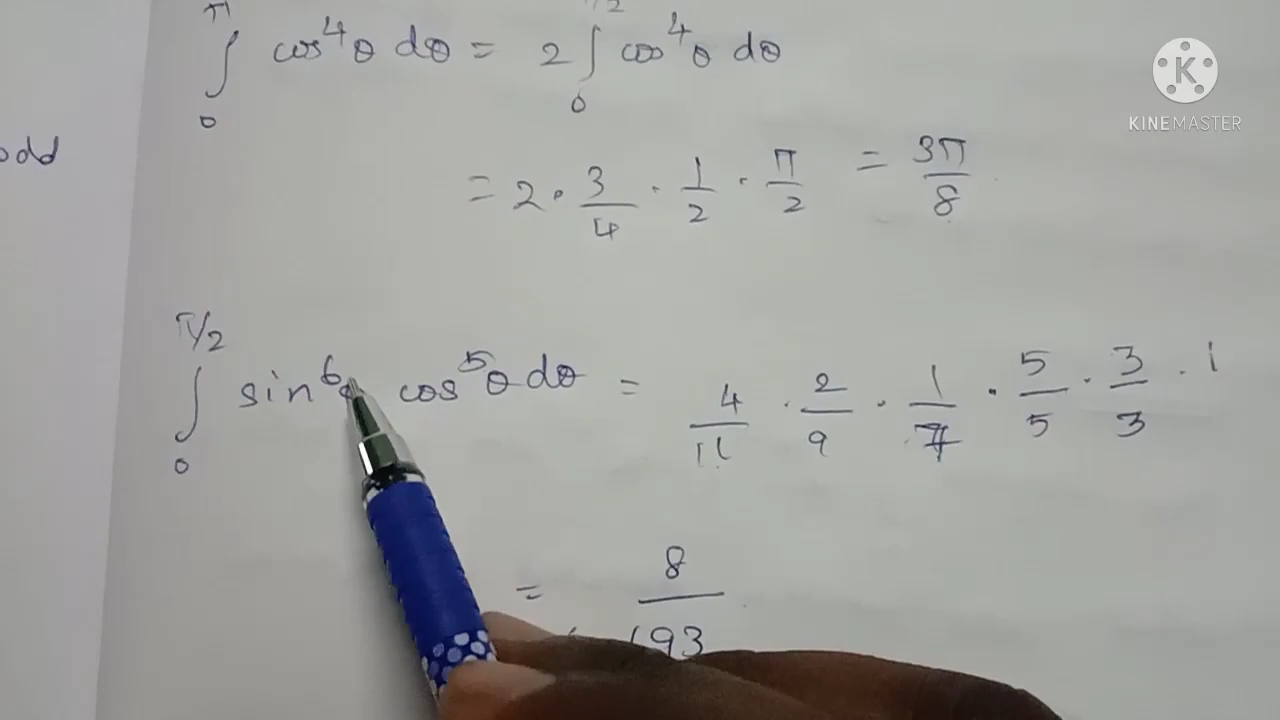 ∫₀^π cos⁴θ dθ = 2 ∫₀^π/2 cos⁴θ dθ
odd
= 2 · 3/4 · 1/2 · π/2 = 3π/8
KINEMASTER
∫₀^π/2 sin⁶θ cos⁵θ dθ = 4/11 · 2/9 · 1/7 · 5/5 · 3/3 · 1
= 8/